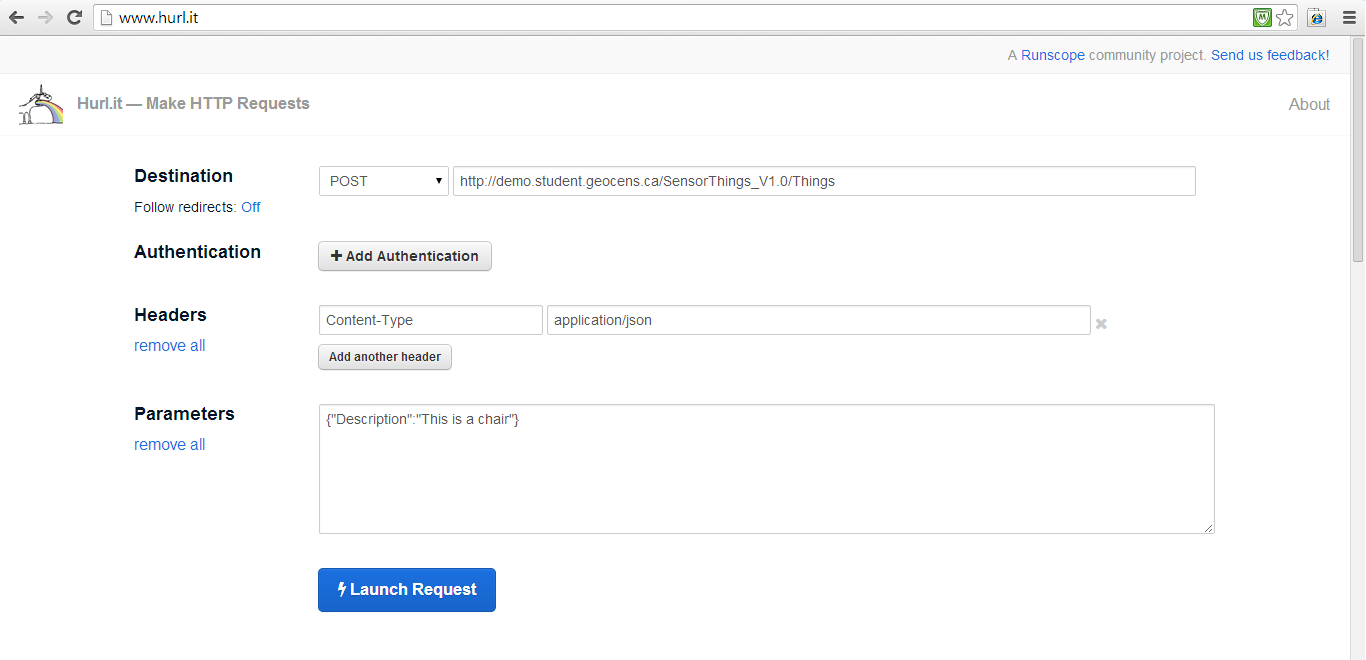 www.hurl.it
A Runscope community project. Send us feedback!
Hurl.it — Make HTTP Requests
About
Destination
POST
http://demo.student.geocens.ca/SensorThings_V1.0/Things
Follow redirects: Off
Authentication
Add Authentication
Headers
Content-Type
application/json
remove all
Add another header
Parameters
{"Description":"This is a chair"}
remove all
Launch Request